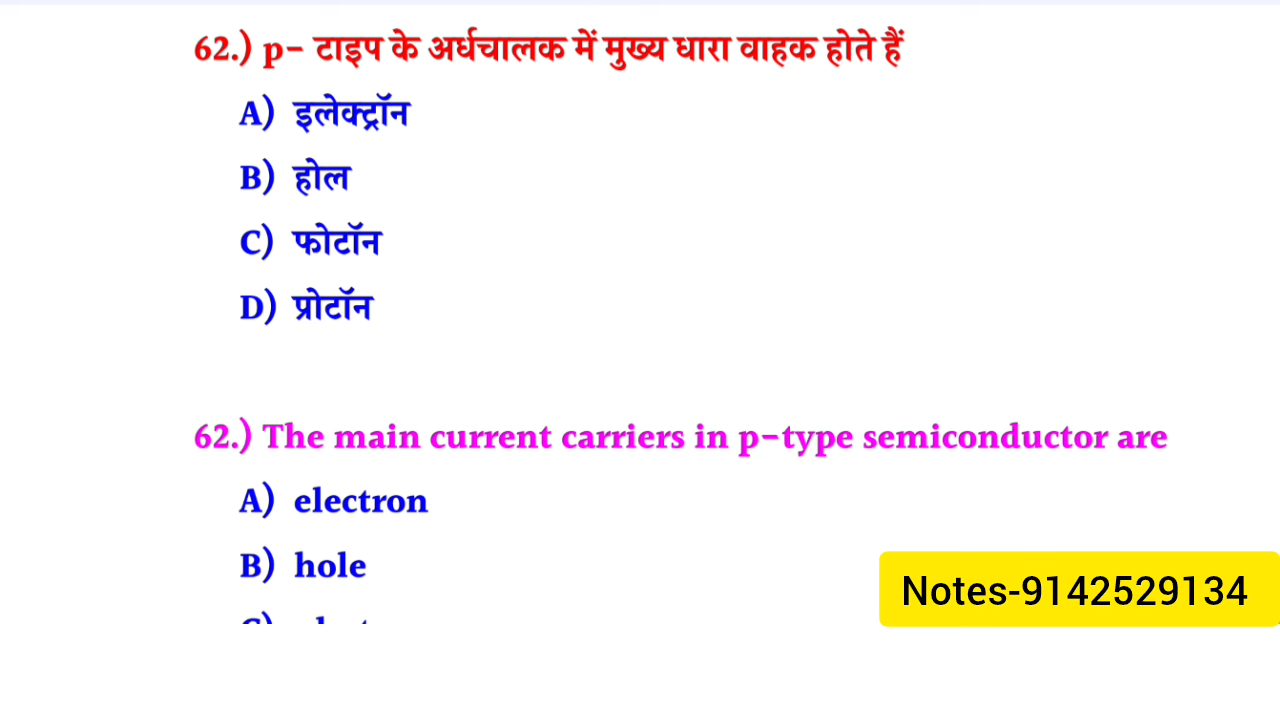 62.) p- टाइप के अर्धचालक में मुख्य धारा वाहक होते हैं
A) इलेक्ट्रॉन
B) होल
C) फोटॉन
D) प्रोटॉन
62.) The main current carriers in p-type semiconductor are
A) electron
B) hole
Notes-9142529134